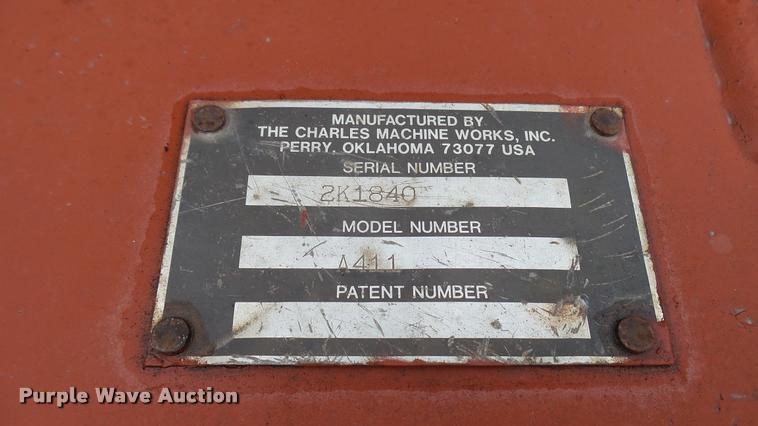 MANUFACTURED BY
THE CHARLES MACHINE WORKS, INC.
PERRY, OKLAHOMA 73077 USA
SERIAL NUMBER
2K1840
MODEL NUMBER
A411
PATENT NUMBER
Purple Wave Auction